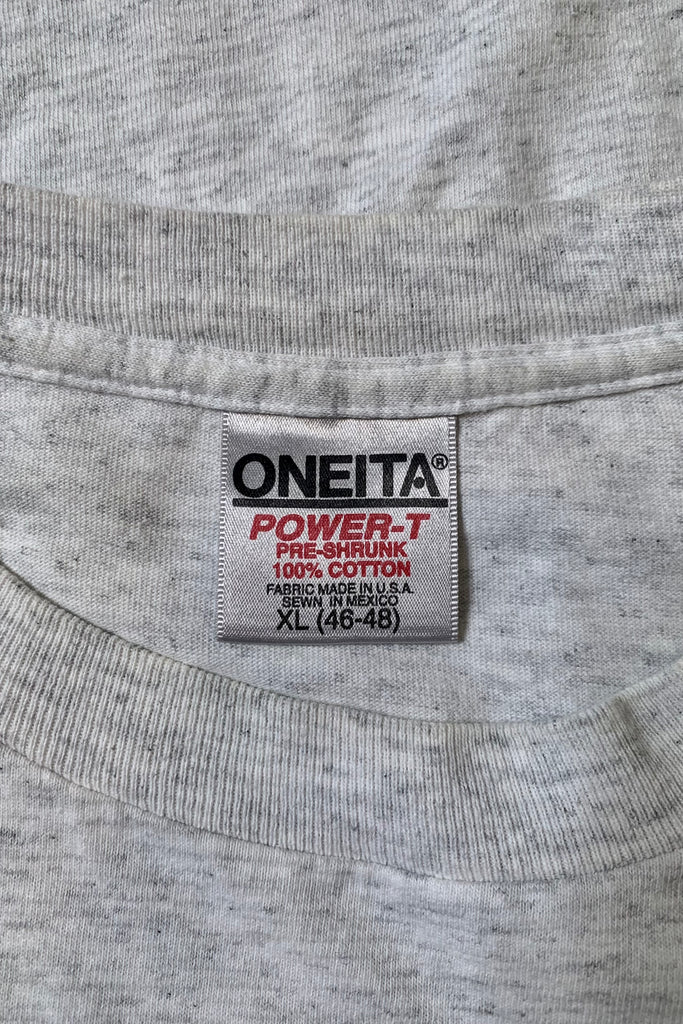 ONEITA®
POWER-T
PRE-SHRUNK
100% COTTON
FABRIC MADE IN U.S.A.
SEWN IN MEXICO
XL (46-48)